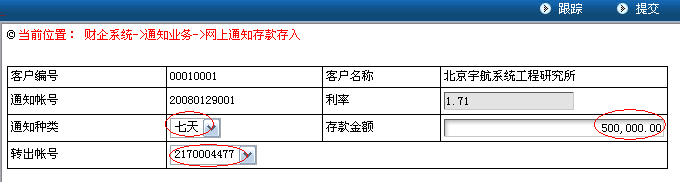 跟踪 提交
当前位置： 财企系统->通知业务->网上通知存款存入
客户编号 00010001 客户名称 北京宇航系统工程研究所
通知帐号 20080129001 利率 1.71
通知种类 七天 存款金额 500,000.00
转出帐号 2170004477